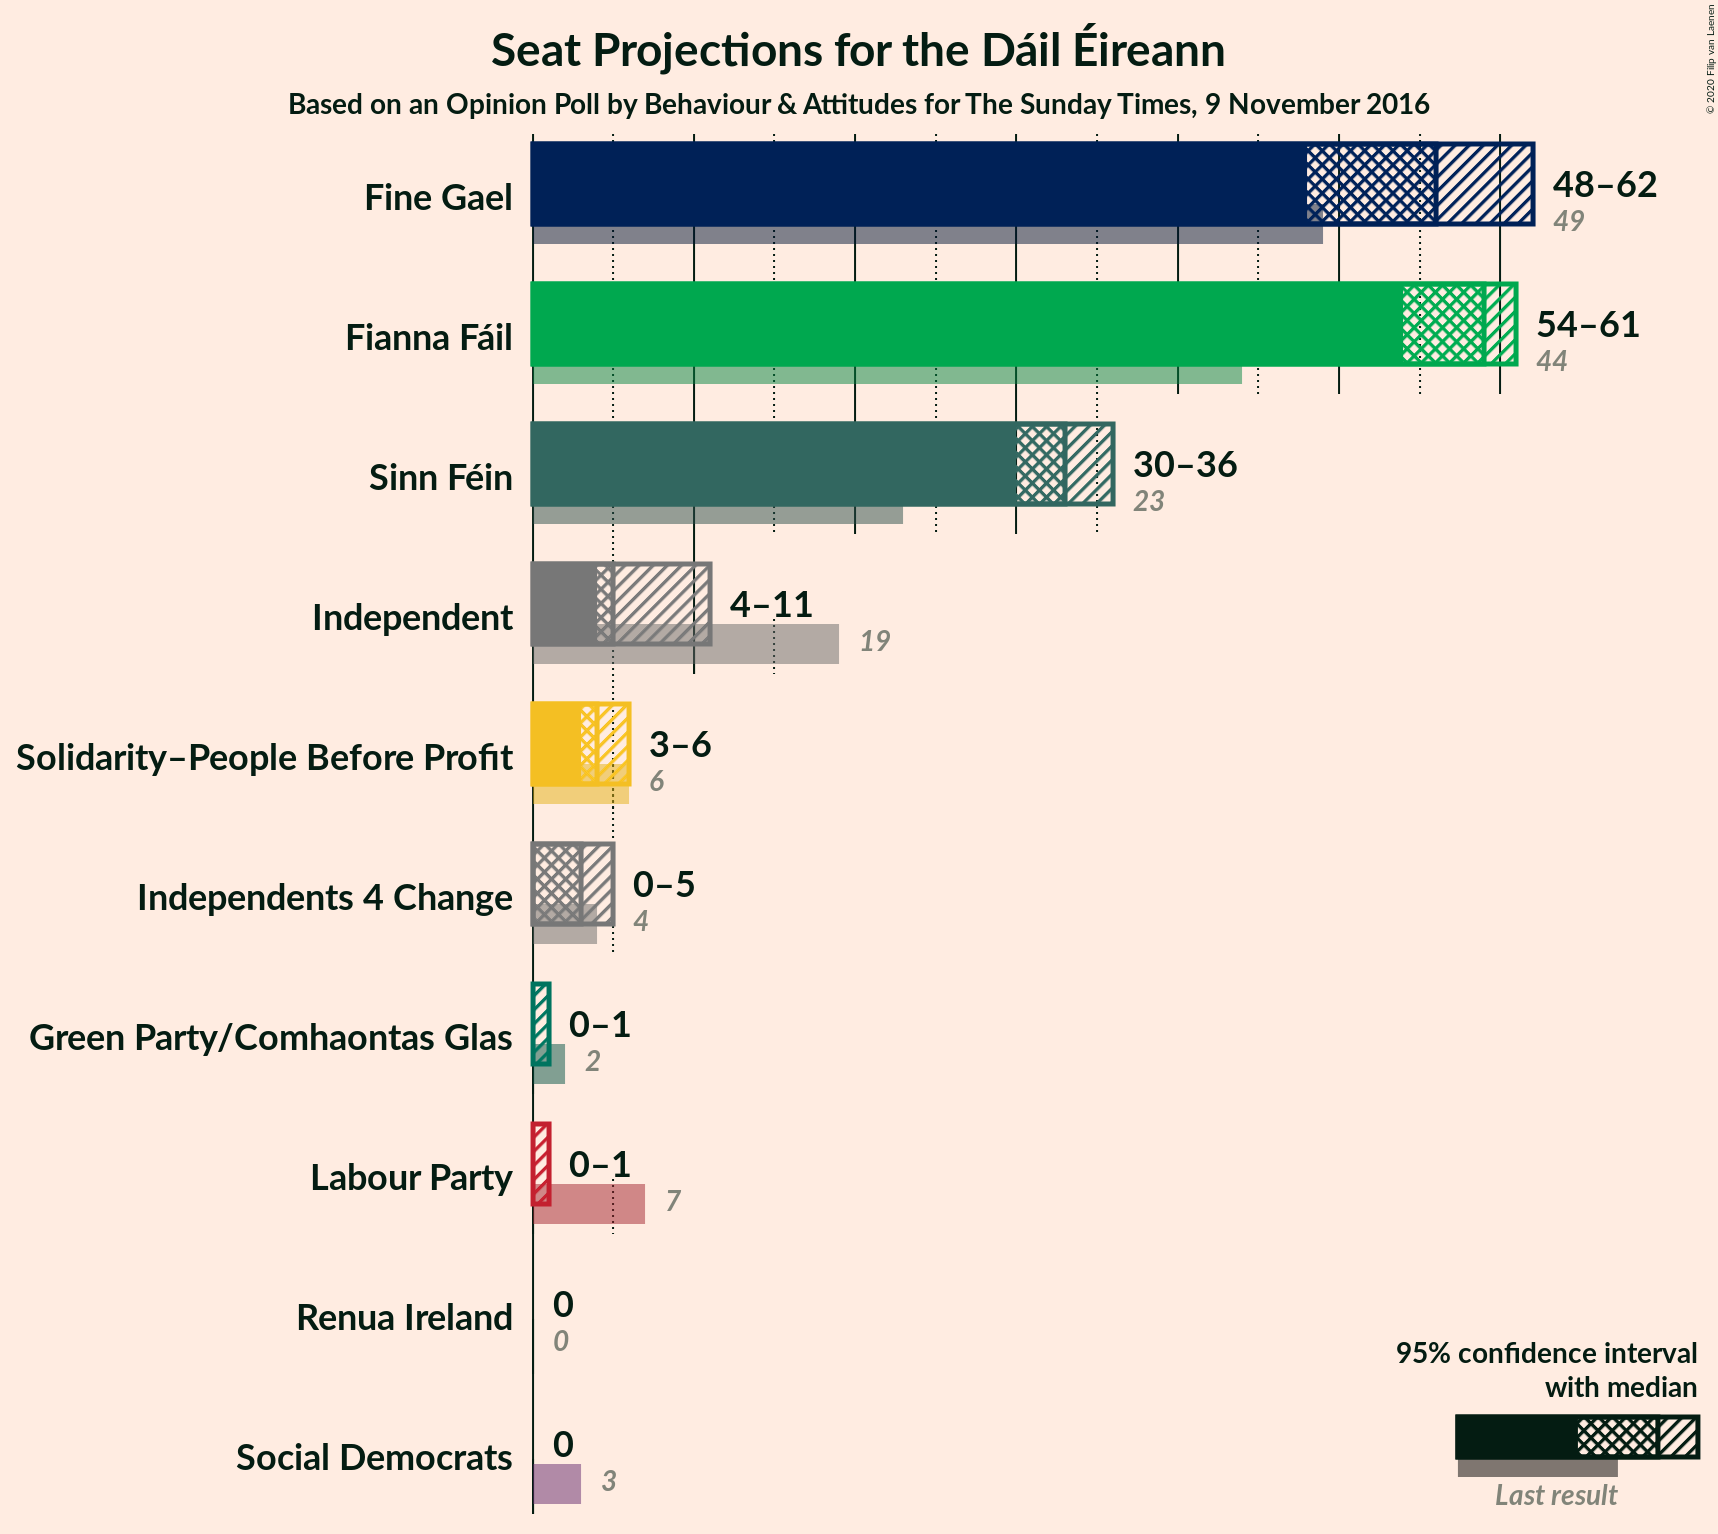 Seat Projections for the Dáil Éireann
Based on an Opinion Poll by Behaviour & Attitudes for The Sunday Times, 9 November 2016
© 2020 Filip van Laenen
Fine Gael
48–62
49
Fianna Fáil
54–61
44
Sinn Féin
30–36
23
Independent
4–11
19
Solidarity–People Before Profit
3–6
6
Independents 4 Change
0–5
4
Green Party/Comhaontas Glas
0–1
2
Labour Party
0–1
7
Renua Ireland
0
0
Social Democrats
0
3
95% confidence interval
with median
Last result